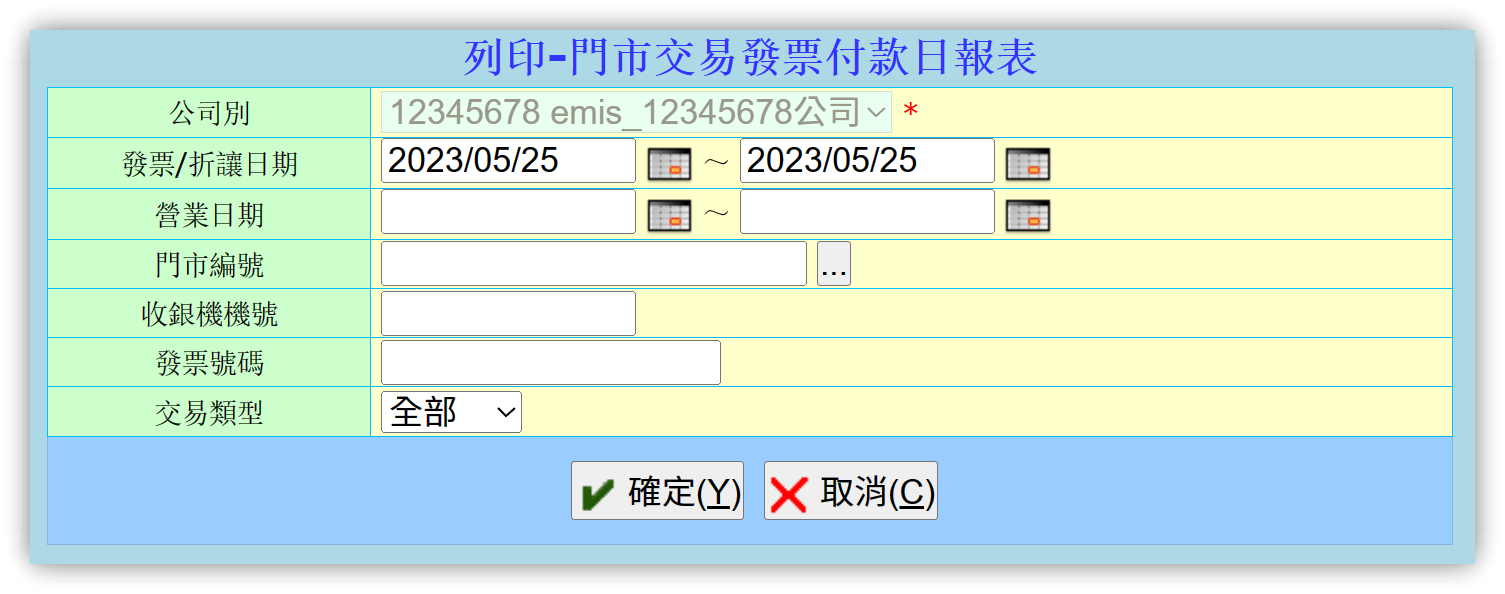 列印-門市交易發票付款日報表
公司別 12345678 emis_12345678公司 *
發票/折讓日期 2023/05/25 ～ 2023/05/25
營業日期 ～
門市編號 ...
收銀機機號
發票號碼
交易類型 全部
確定(Y) 取消(C)